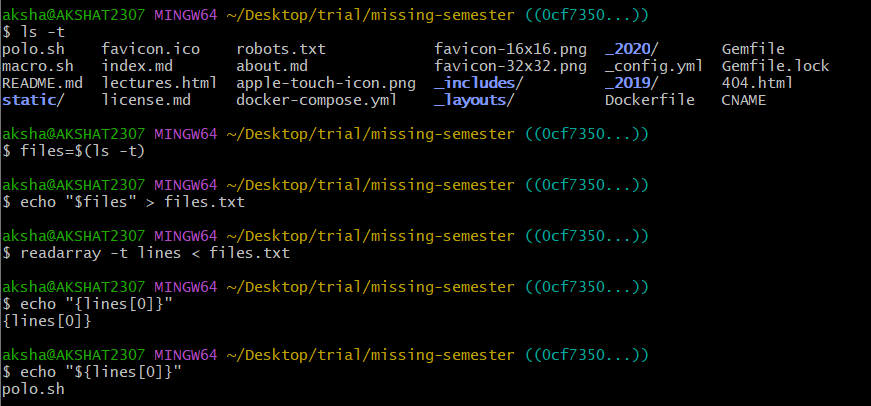 aksha@AKSHAT2307 MINGW64 ~/Desktop/trial/missing-semester ((0cf7350...))
$ ls -t
polo.sh favicon.ico robots.txt favicon-16x16.png _2020/ Gemfile
macro.sh index.md about.md favicon-32x32.png _config.yml Gemfile.lock
README.md lectures.html apple-touch-icon.png _includes/ _2019/ 404.html
static/ license.md docker-compose.yml _layouts/ Dockerfile CNAME
aksha@AKSHAT2307 MINGW64 ~/Desktop/trial/missing-semester ((0cf7350...))
$ files=$(ls -t)
aksha@AKSHAT2307 MINGW64 ~/Desktop/trial/missing-semester ((0cf7350...))
$ echo "$files" > files.txt
aksha@AKSHAT2307 MINGW64 ~/Desktop/trial/missing-semester ((0cf7350...))
$ readarray -t lines < files.txt
aksha@AKSHAT2307 MINGW64 ~/Desktop/trial/missing-semester ((0cf7350...))
$ echo "{lines[0]}"
{lines[0]}
aksha@AKSHAT2307 MINGW64 ~/Desktop/trial/missing-semester ((0cf7350...))
$ echo "${lines[0]}"
polo.sh